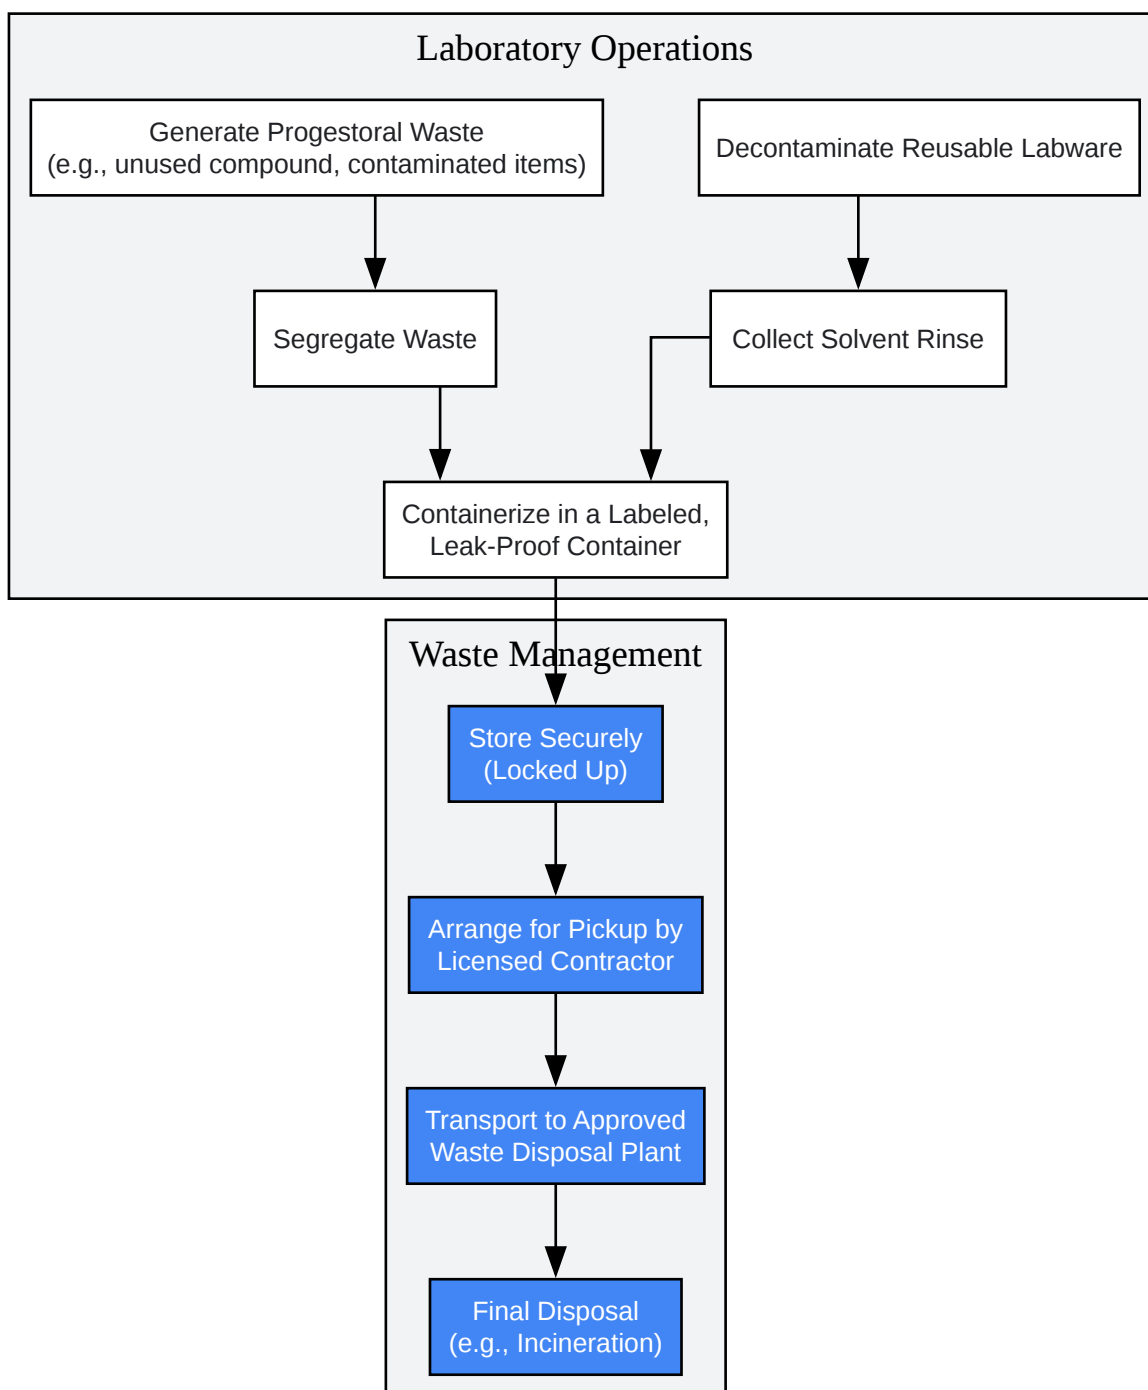 Laboratory Operations
Generate Progestoral Waste
(e.g., unused compound, contaminated items)
Decontaminate Reusable Labware
Segregate Waste
Collect Solvent Rinse
Containerize in a Labeled,
Leak-Proof Container
Waste Management
Store Securely
(Locked Up)
Arrange for Pickup by
Licensed Contractor
Transport to Approved
Waste Disposal Plant
Final Disposal
(e.g., Incineration)